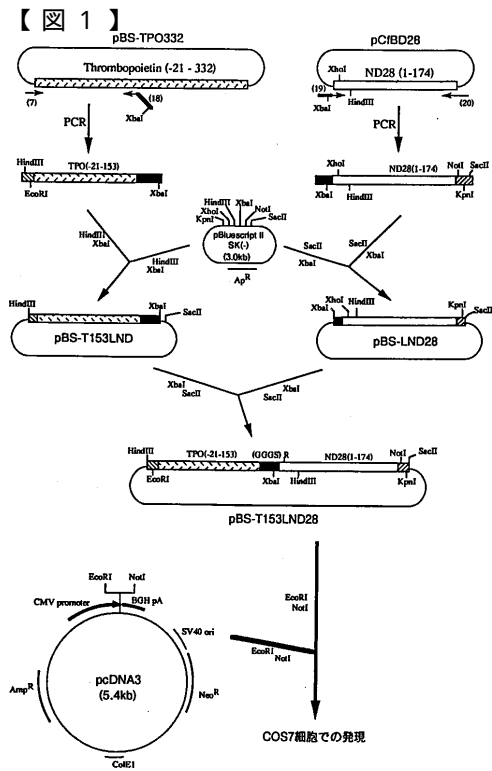 【図 1】
pBS-TPO332
pCfBD28
Thrombopoietin (-21 - 332)
XhoI
ND28 (1-174)
(7)
(18)
XbaI
(19)
XbaI
HindIII
(20)
PCR
PCR
HindIII
TPO(-21-153)
EcoRI
XbaI
XhoI
ND28(1-174)
NotI
SacII
XbaI
HindIII
KpnI
HindIII
XbaI
HindIII
XbaI
KpnI
XhoI
HindIII
XbaI
NotI
SacII
pBluescript II
SK(-)
(3.0kb)
ApR
SacII
XbaI
SacII
XbaI
HindIII
XbaI
SacII
pBS-T153LND
XbaI
XhoI
HindIII
KpnI
SacII
pBS-LND28
XbaI
SacII
XbaI
SacII
HindIII
TPO(-21-153)
(GGGS) R
ND28(1-174)
NotI
SacII
EcoRI
XbaI
HindIII
KpnI
pBS-T153LND28
EcoRI
NotI
CMV promoter
BGH pA
EcoRI
NotI
SV40 ori
EcoRI
NotI
pcDNA3
(5.4kb)
AmpR
NeoR
ColE1
COS7細胞での発現